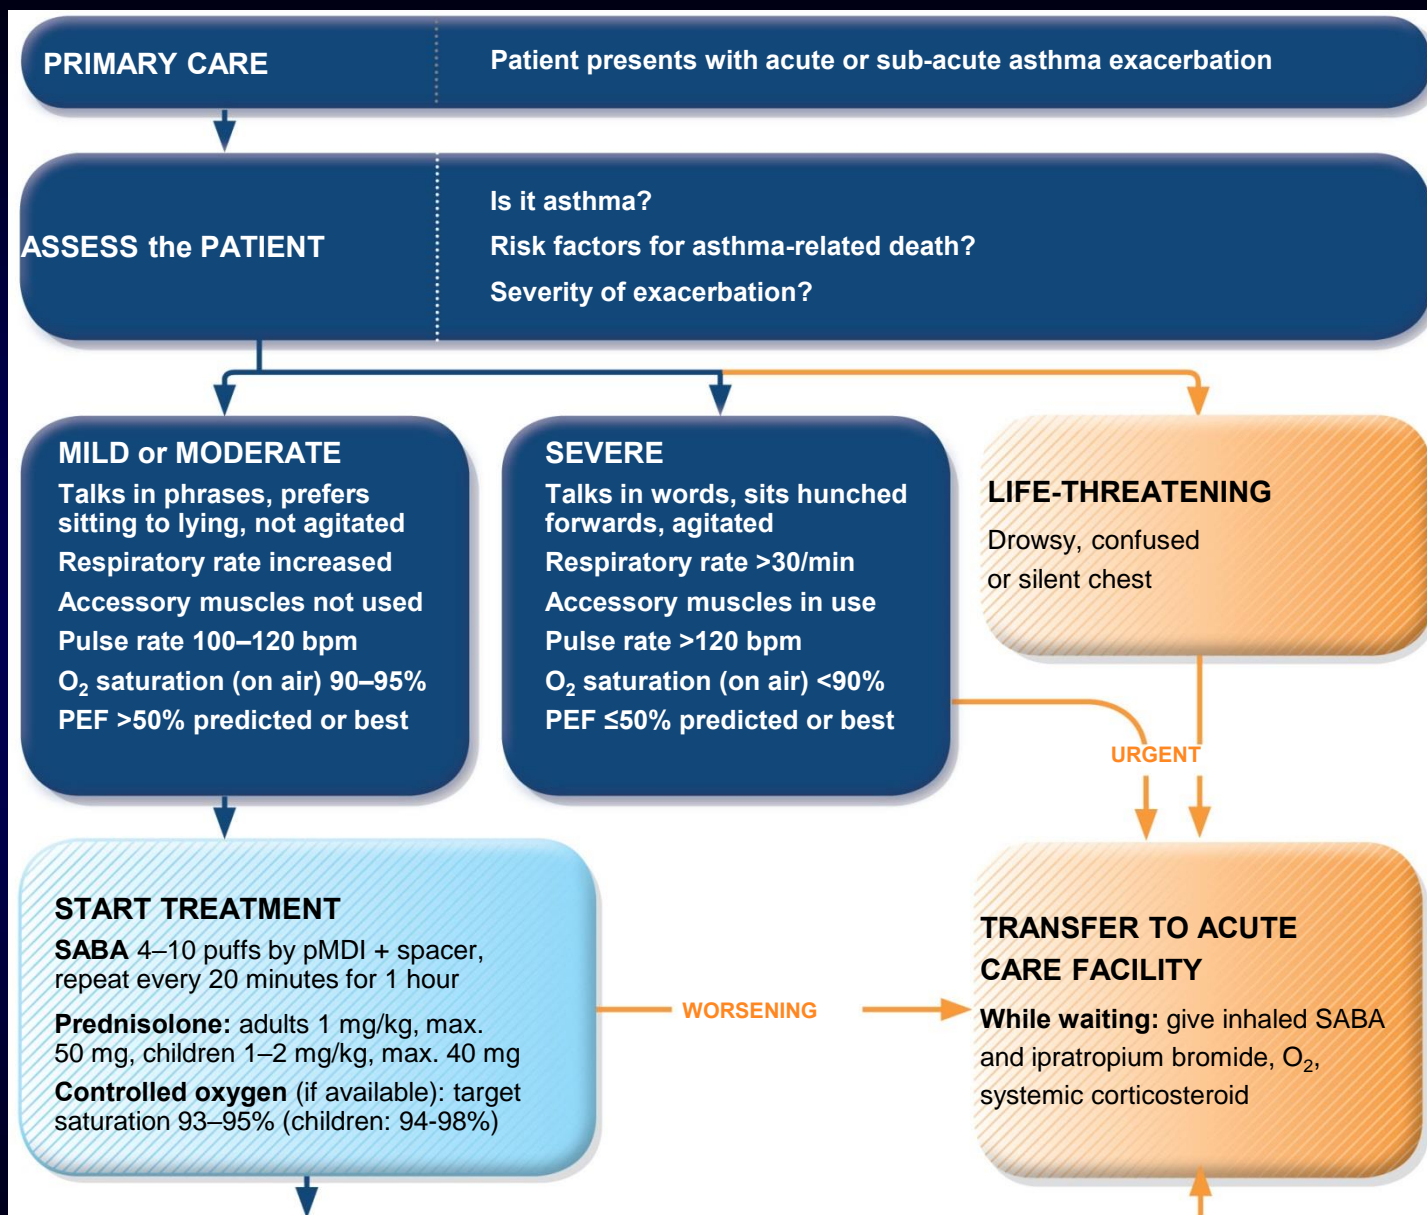 PRIMARY CARE
Patient presents with acute or sub-acute asthma exacerbation
ASSESS the PATIENT
Is it asthma?
Risk factors for asthma-related death?
Severity of exacerbation?
MILD or MODERATE
Talks in phrases, prefers
sitting to lying, not agitated
Respiratory rate increased
Accessory muscles not used
Pulse rate 100–120 bpm
O₂ saturation (on air) 90–95%
PEF >50% predicted or best
SEVERE
Talks in words, sits hunched
forwards, agitated
Respiratory rate >30/min
Accessory muscles in use
Pulse rate >120 bpm
O₂ saturation (on air) <90%
PEF ≤50% predicted or best
LIFE-THREATENING
Drowsy, confused
or silent chest
URGENT
START TREATMENT
SABA 4–10 puffs by pMDI + spacer,
repeat every 20 minutes for 1 hour
Prednisolone: adults 1 mg/kg, max.
50 mg, children 1–2 mg/kg, max. 40 mg
Controlled oxygen (if available): target
saturation 93–95% (children: 94-98%)
WORSENING
TRANSFER TO ACUTE
CARE FACILITY
While waiting: give inhaled SABA
and ipratropium bromide, O₂,
systemic corticosteroid